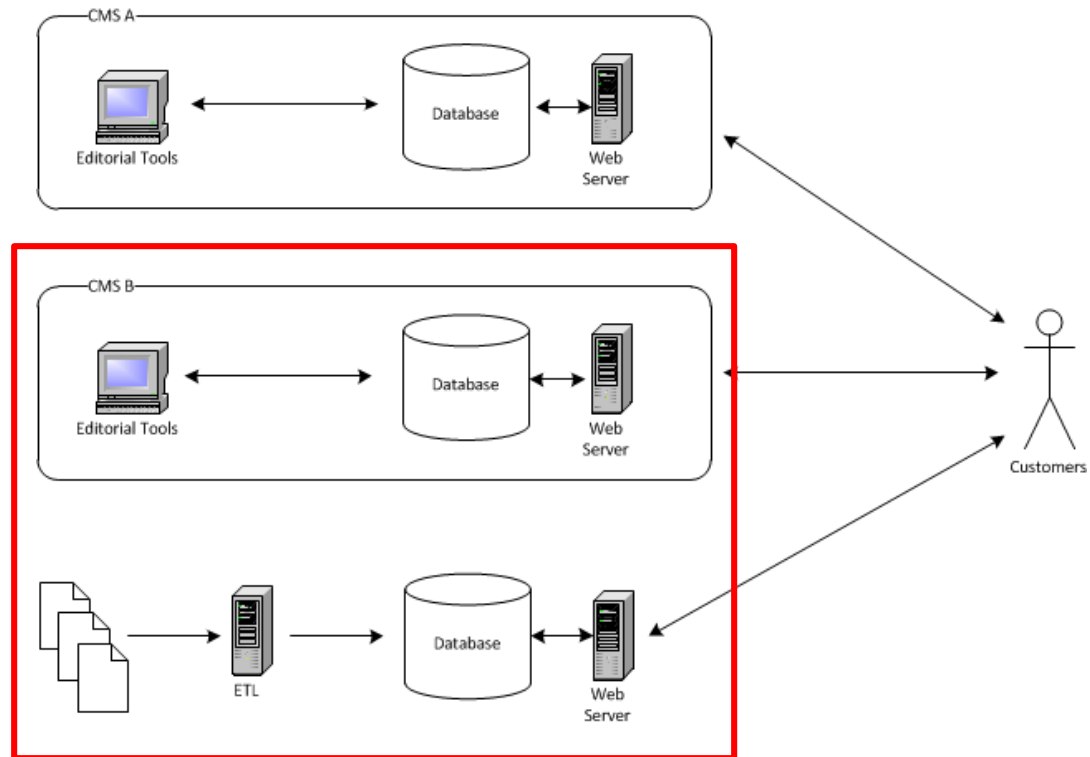 CMS A
Database
Editorial Tools
Web
Server
CMS B
Database
Editorial Tools
Web
Server
Customers
Database
ETL
Web
Server